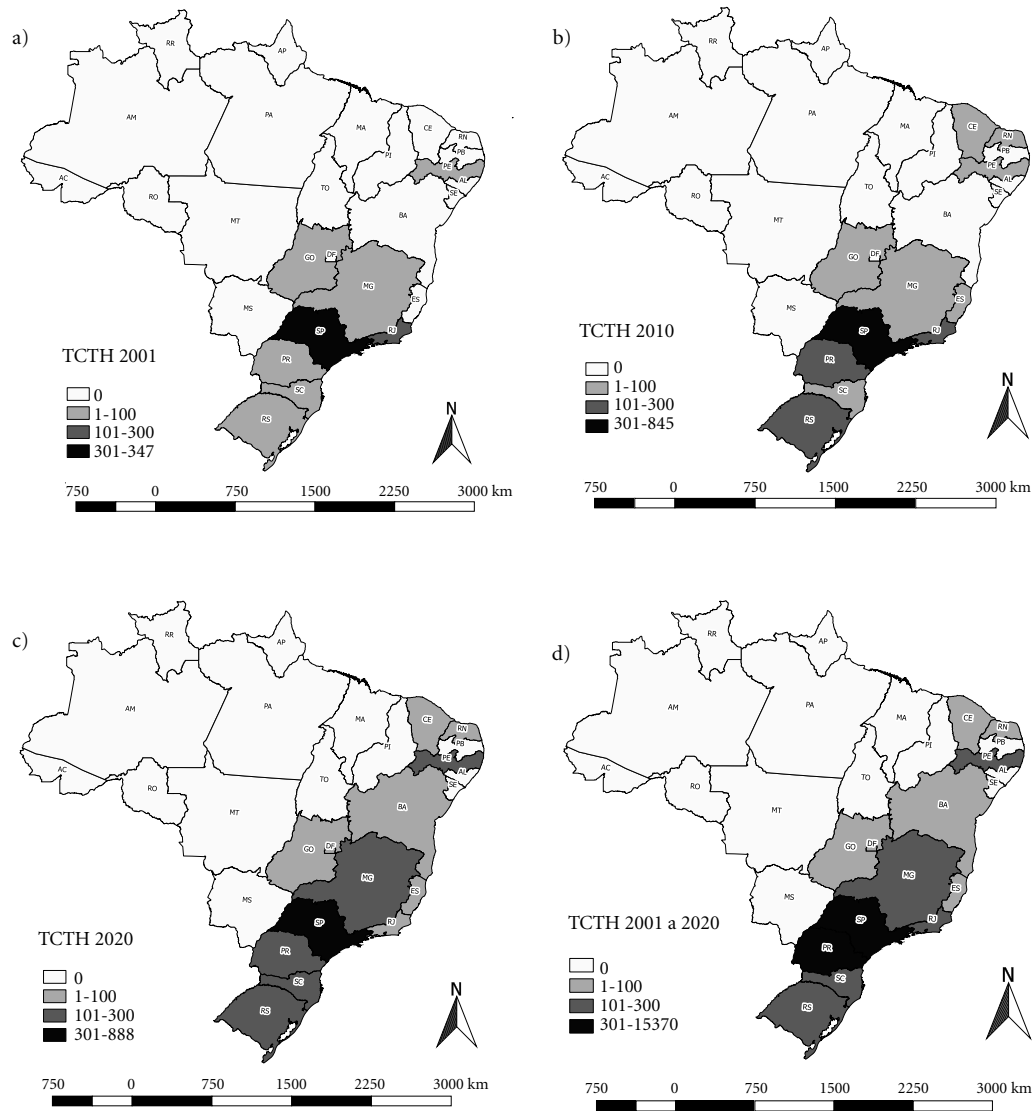 a)
RR
AP
AM
PA
MA
CE
RN
PB
PI
PE
AL
SE
AC
TO
RO
BA
MT
DF
GO
MG
MS
ES
SP
RJ
PR
SC
RS
TCTH 2001
0
1-100
101-300
301-347
N
750 0 750 1500 2250 3000 km
b)
RR
AP
AM
PA
MA
CE
RN
PB
PI
PE
AL
SE
AC
TO
RO
BA
MT
DF
GO
MG
MS
ES
SP
RJ
PR
SC
RS
TCTH 2010
0
1-100
101-300
301-845
N
750 0 750 1500 2250 3000 km
c)
RR
AP
AM
PA
MA
CE
RN
PB
PI
PE
AL
SE
AC
TO
RO
BA
MT
DF
GO
MG
MS
ES
SP
RJ
PR
SC
RS
TCTH 2020
0
1-100
101-300
301-888
N
750 0 750 1500 2250 3000 km
d)
RR
AP
AM
PA
MA
CE
RN
PB
PI
PE
AL
SE
AC
TO
RO
BA
MT
DF
GO
MG
MS
ES
SP
RJ
PR
SC
RS
TCTH 2001 a 2020
0
1-100
101-300
301-15370
N
750 0 750 1500 2250 3000 km